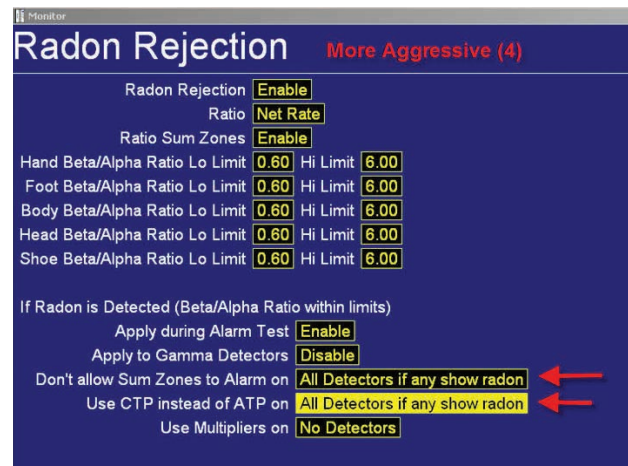 Monitor
Radon Rejection More Aggressive (4)
Radon Rejection Enable
Ratio Net Rate
Ratio Sum Zones Enable
Hand Beta/Alpha Ratio Lo Limit 0.60 Hi Limit 6.00
Foot Beta/Alpha Ratio Lo Limit 0.60 Hi Limit 6.00
Body Beta/Alpha Ratio Lo Limit 0.60 Hi Limit 6.00
Head Beta/Alpha Ratio Lo Limit 0.60 Hi Limit 6.00
Shoe Beta/Alpha Ratio Lo Limit 0.60 Hi Limit 6.00
If Radon is Detected (Beta/Alpha Ratio within limits)
Apply during Alarm Test Enable
Apply to Gamma Detectors Disable
Don't allow Sum Zones to Alarm on All Detectors if any show radon
Use CTP instead of ATP on All Detectors if any show radon
Use Multipliers on No Detectors